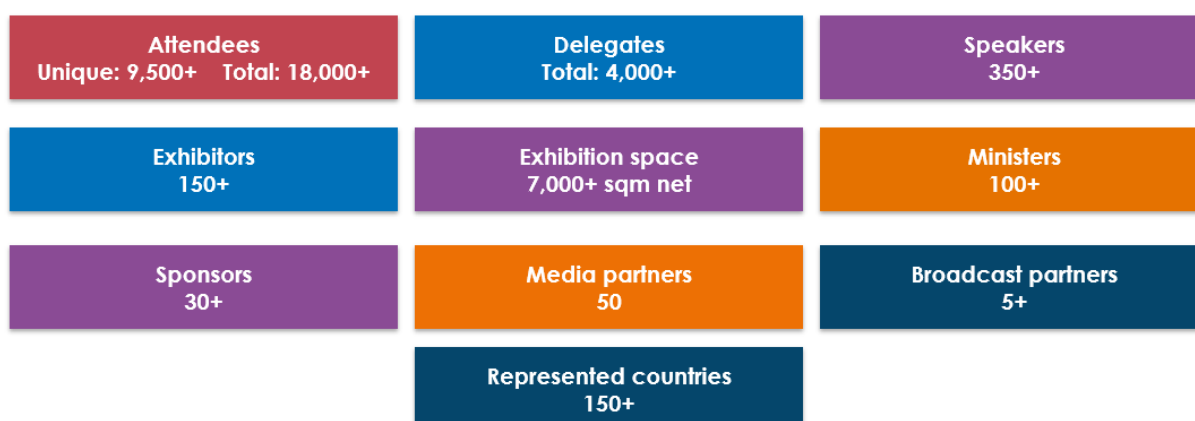 Attendees
Unique: 9,500+ Total: 18,000+
Delegates
Total: 4,000+
Speakers
350+
Exhibitors
150+
Exhibition space
7,000+ sqm net
Ministers
100+
Sponsors
30+
Media partners
50
Broadcast partners
5+
Represented countries
150+